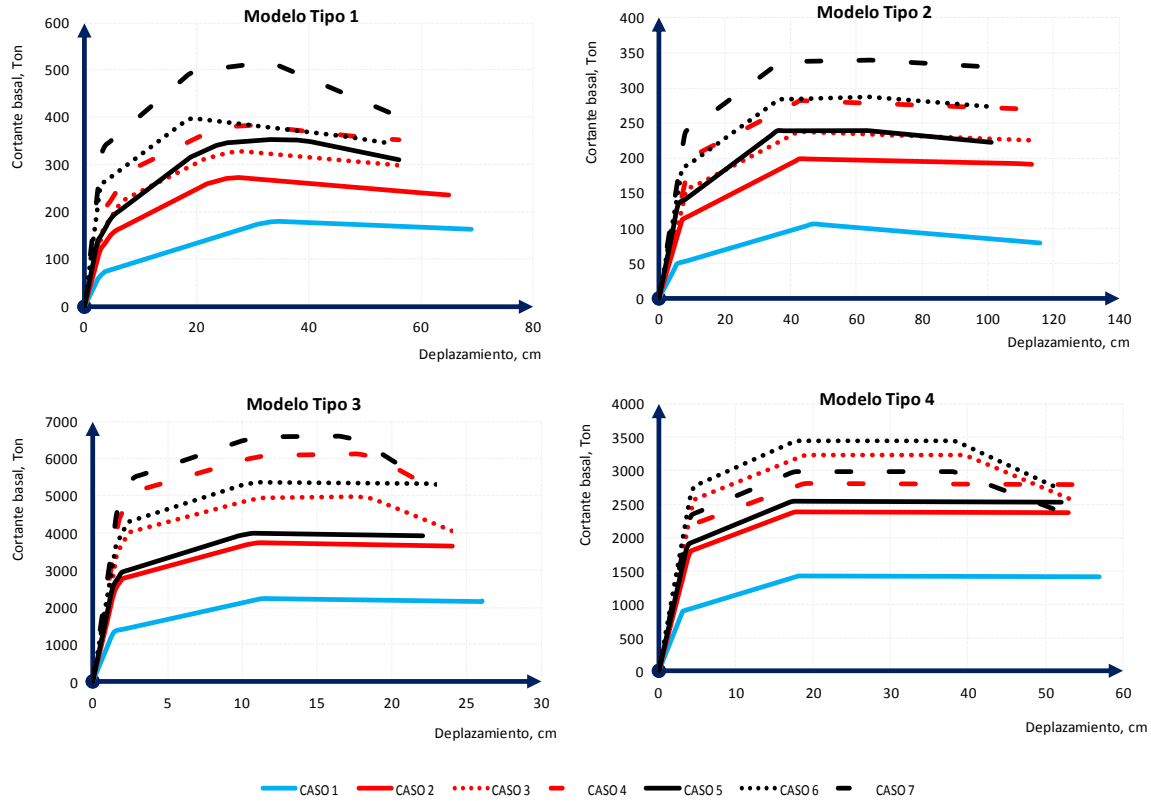 Modelo Tipo 1
Cortante basal, Ton
600
500
400
300
200
100
0
0 20 40 60 80
Deplazamiento, cm
Modelo Tipo 2
Cortante basal, Ton
400
350
300
250
200
150
100
50
0
0 20 40 60 80 100 120 140
Deplazamiento, cm
Modelo Tipo 3
Cortante basal, Ton
7000
6000
5000
4000
3000
2000
1000
0
0 5 10 15 20 25 30
Deplazamiento, cm
Modelo Tipo 4
Cortante basal, Ton
4000
3500
3000
2500
2000
1500
1000
500
0
0 10 20 30 40 50 60
Deplazamiento, cm
CASO 1 CASO 2 CASO 3 CASO 4 CASO 5 CASO 6 CASO 7